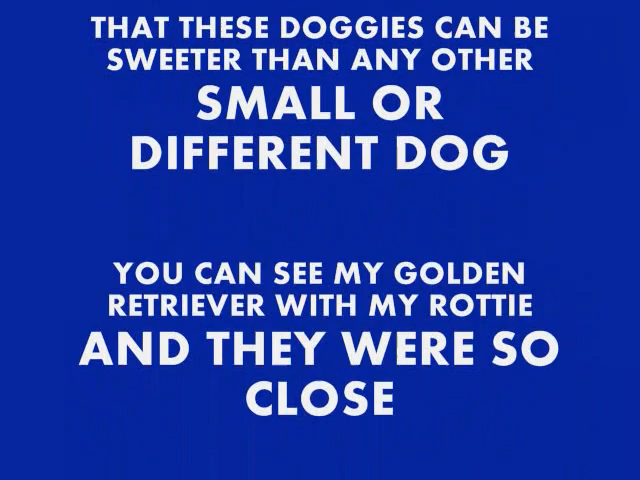 THAT THESE DOGGIES CAN BE
SWEETER THAN ANY OTHER
SMALL OR
DIFFERENT DOG
YOU CAN SEE MY GOLDEN
RETRIEVER WITH MY ROTTIE
AND THEY WERE SO
CLOSE